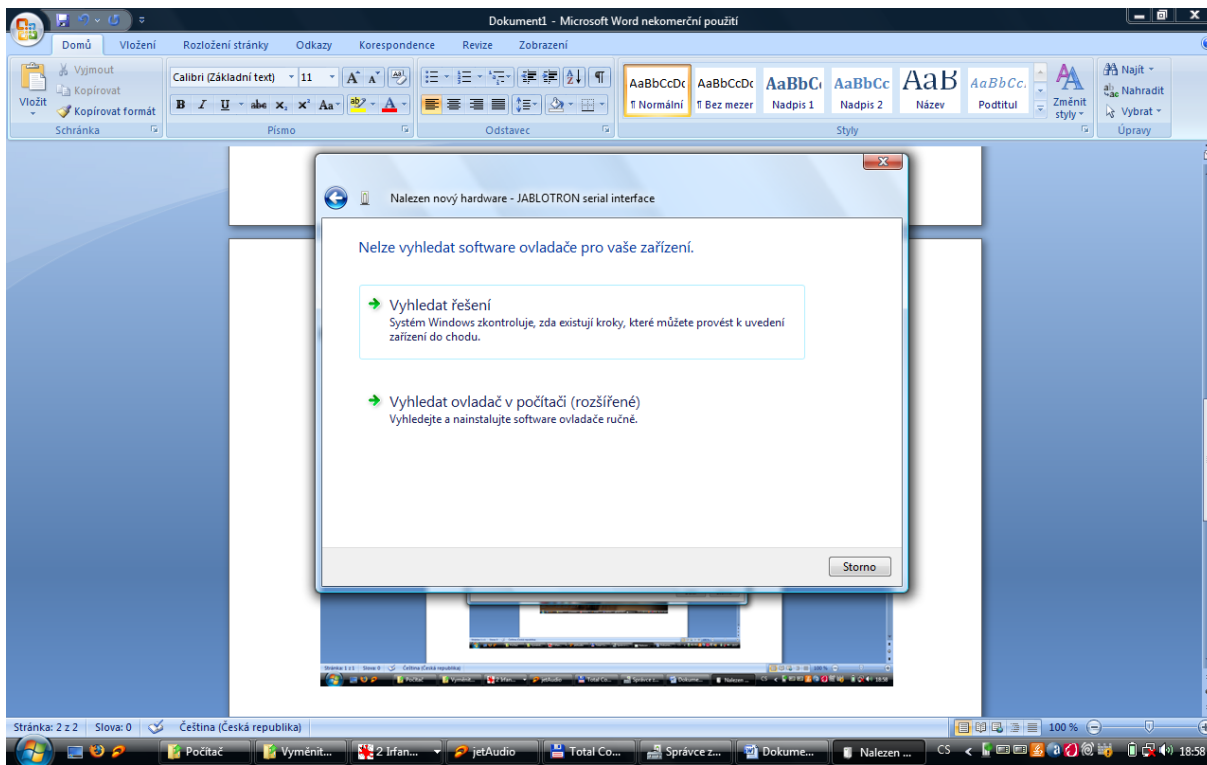 Dokument1 - Microsoft Word nekomerční použití
Domů Vložení Rozložení stránky Odkazy Korespondence Revize Zobrazení
Vložit
Vyjmout
Kopírovat
Kopírovat formát
Schránka
Calibri (Základní text) 11
B I U abc x₂ x² Aa
Písmo
Odstavec
AaBbCcDc AaBbCcDc AaBbC AaBbCc AaB AaBbCc.
¶ Normální ¶ Bez mezer Nadpis 1 Nadpis 2 Název Podtitul
Změnit
styly
Styly
Najít
Nahradit
Vybrat
Úpravy
Nalezen nový hardware - JABLOTRON serial interface
Nelze vyhledat software ovladače pro vaše zařízení.
Vyhledat řešení
Systém Windows zkontroluje, zda existují kroky, které můžete provést k uvedení
zařízení do chodu.
Vyhledat ovladač v počítači (rozšířené)
Vyhledejte a nainstalujte software ovladače ručně.
Storno
Stránka: 2 z 2 Slova: 0 Čeština (Česká republika) 100 %
Počítač Vyměnit... 2 Irfan... jetAudio Total Co... Správce z... Dokume... Nalezen ... CS 18:58